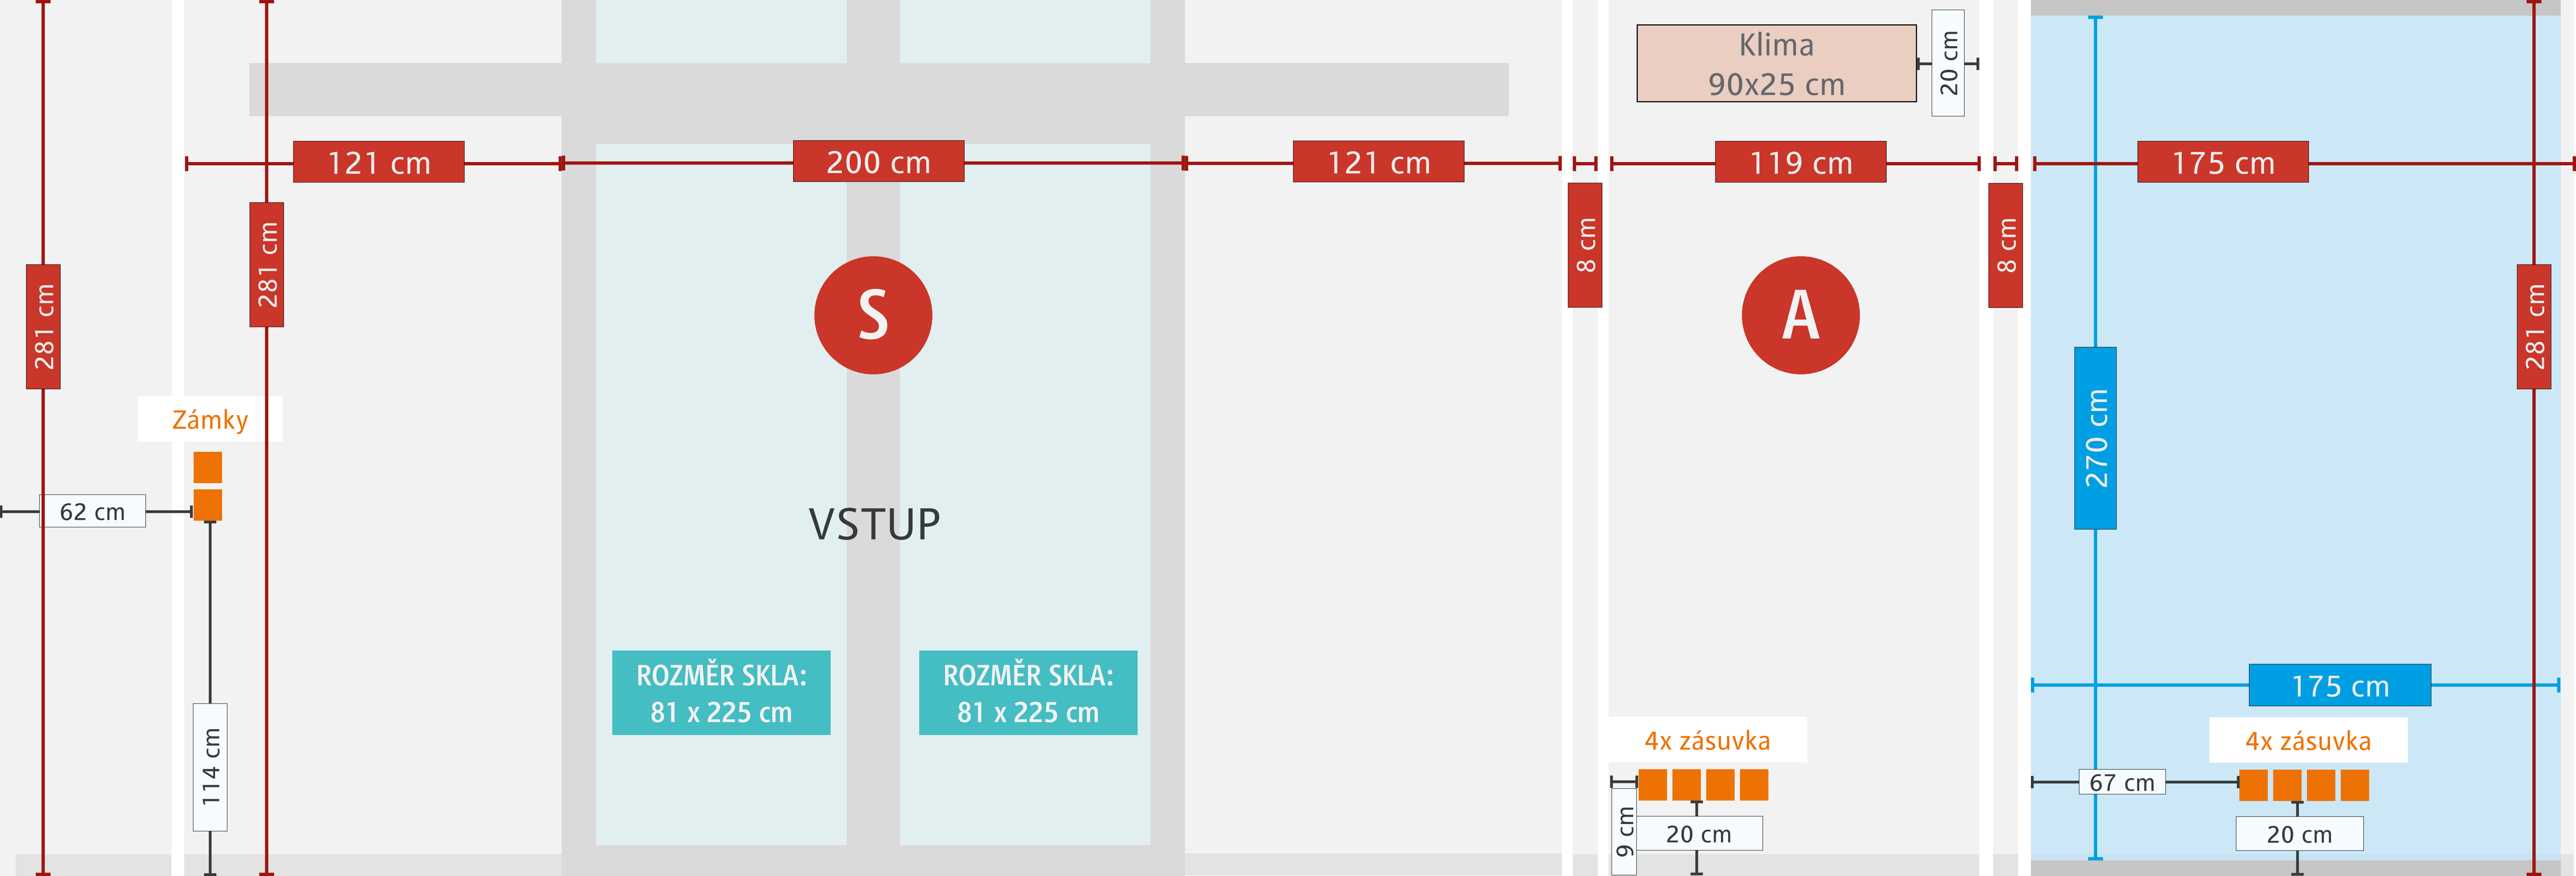 Klima
90x25 cm
20 cm
121 cm
200 cm
121 cm
119 cm
175 cm
281 cm
281 cm
8 cm
8 cm
281 cm
S
A
270 cm
Zámky
62 cm
VSTUP
ROZMĚR SKLA:
81 x 225 cm
ROZMĚR SKLA:
81 x 225 cm
175 cm
114 cm
4x zásuvka
4x zásuvka
67 cm
9 cm
20 cm
20 cm